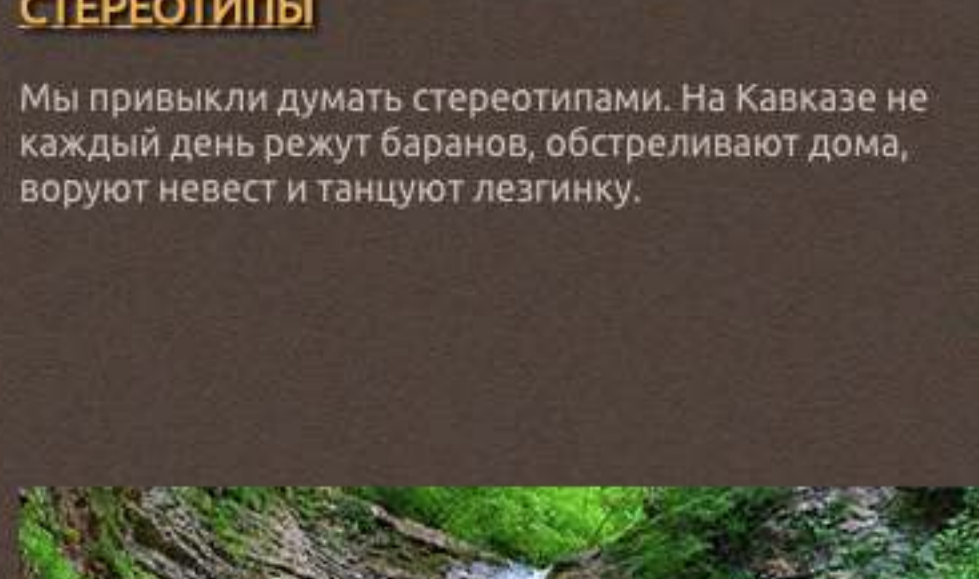 СТЕРЕОТИПЫ
Мы привыкли думать стереотипами. На Кавказе не
каждый день режут баранов, обстреливают дома,
воруют невест и танцуют лезгинку.